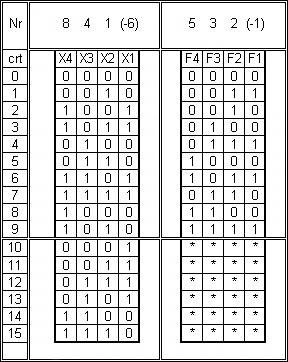 Nr 8 4 1 (-6) 5 3 2 (-1)
crt X4 X3 X2 X1 F4 F3 F2 F1
0 0 0 0 0 0 0 0 0
1 0 0 1 0 0 0 1 1
2 1 0 0 1 0 0 1 0
3 1 0 1 1 0 1 0 0
4 0 1 0 0 0 1 1 1
5 0 1 1 0 1 0 0 0
6 1 1 0 1 1 0 1 1
7 1 1 1 1 1 0 1 0
8 1 0 0 0 1 1 0 0
9 1 0 1 0 1 1 1 1
10 0 0 0 1 * * * *
11 0 0 1 1 * * * *
12 0 1 0 1 * * * *
13 0 1 1 1 * * * *
14 1 1 0 0 * * * *
15 1 1 1 0 * * * *